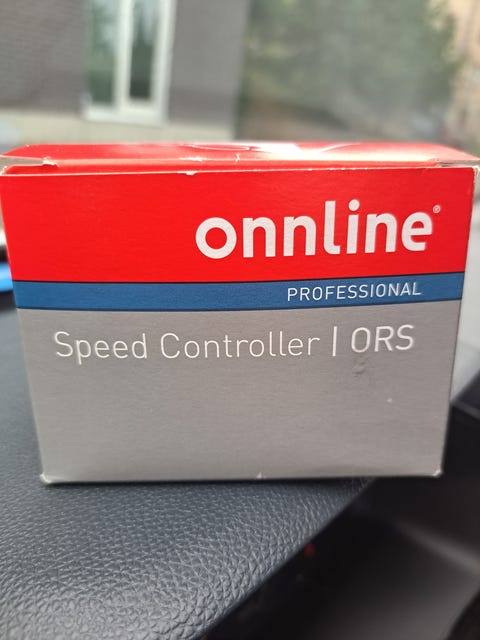 onnline®
PROFESSIONAL
Speed Controller | ORS